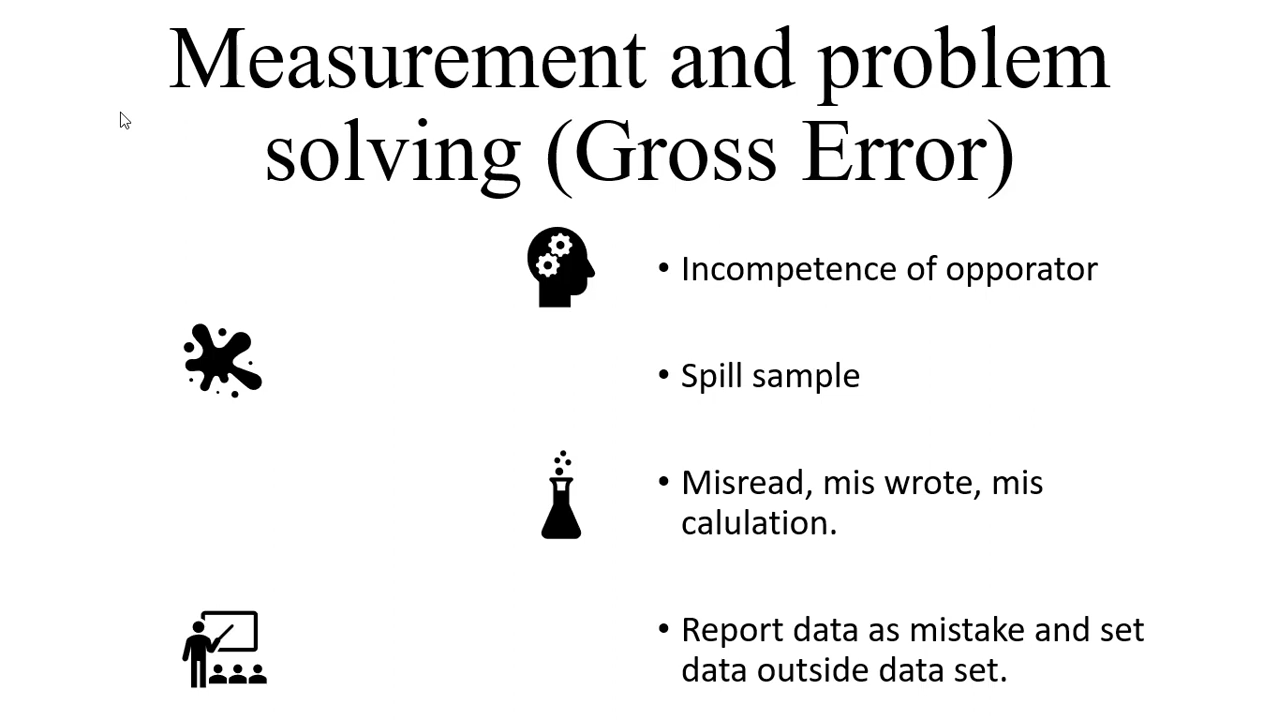 Measurement and problem
solving (Gross Error)
• Incompetence of opporator
• Spill sample
• Misread, mis wrote, mis
calulation.
• Report data as mistake and set
data outside data set.